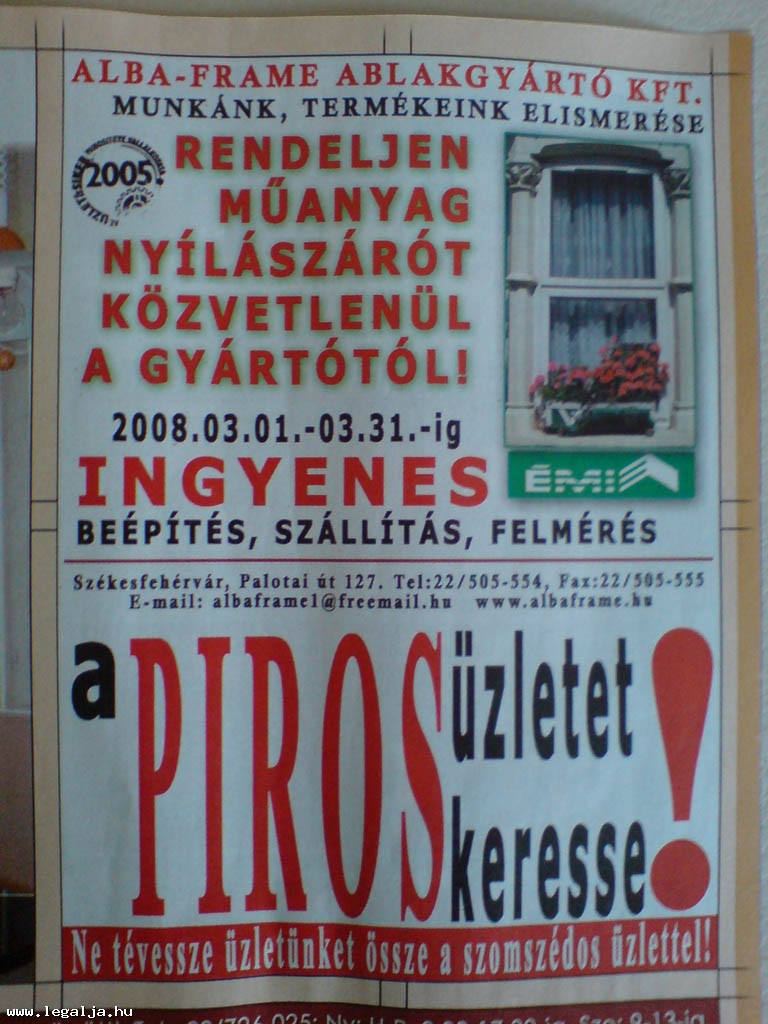 ALBA-FRAME ABLAKGYÁRTÓ KFT.
MUNKÁNK, TERMÉKEINK ELISMERÉSE
2005
RENDELJEN
MŰANYAG
NYÍLÁSZÁRÓT
KÖZVETLENÜL
A GYÁRTÓTÓL!
2008.03.01.-03.31.-ig
INGYENES
ÉMI
BEÉPÍTÉS, SZÁLLÍTÁS, FELMÉRÉS
Székesfehérvár, Palotai út 127. Tel:22/505-554, Fax:22/505-555
E-mail: albaframe1@freemail.hu www.albaframe.hu
a PIROS üzletet
keresse!
Ne tévessze üzletünket össze a szomszédos üzlettel!
www.legalja.hu